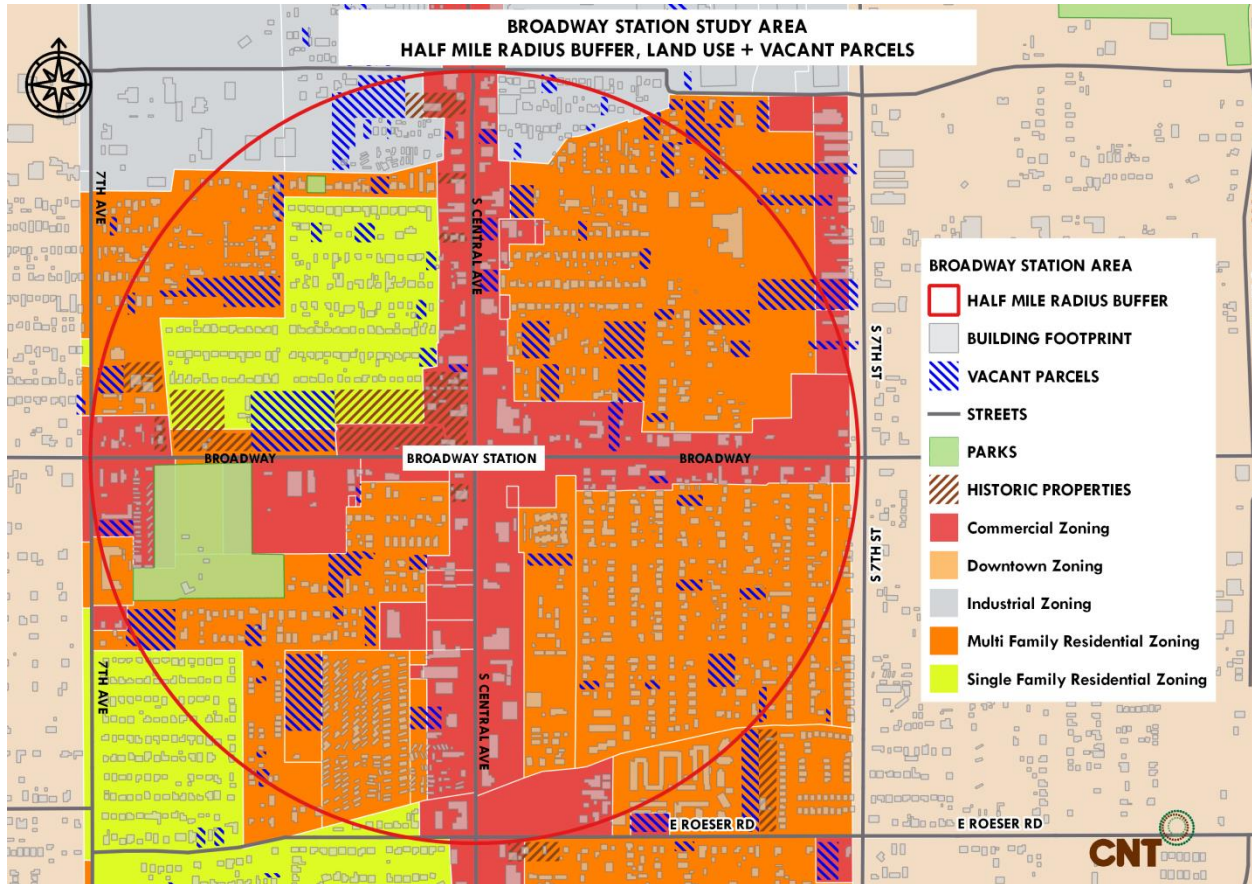 BROADWAY STATION STUDY AREA
HALF MILE RADIUS BUFFER, LAND USE + VACANT PARCELS
7TH AVE
S CENTRAL AVE
S 7TH ST
BROADWAY
BROADWAY STATION
BROADWAY
S 7TH ST
7TH AVE
S CENTRAL AVE
E ROESER RD
E ROESER RD
BROADWAY STATION AREA
HALF MILE RADIUS BUFFER
BUILDING FOOTPRINT
VACANT PARCELS
STREETS
PARKS
HISTORIC PROPERTIES
Commercial Zoning
Downtown Zoning
Industrial Zoning
Multi Family Residential Zoning
Single Family Residential Zoning
CNT